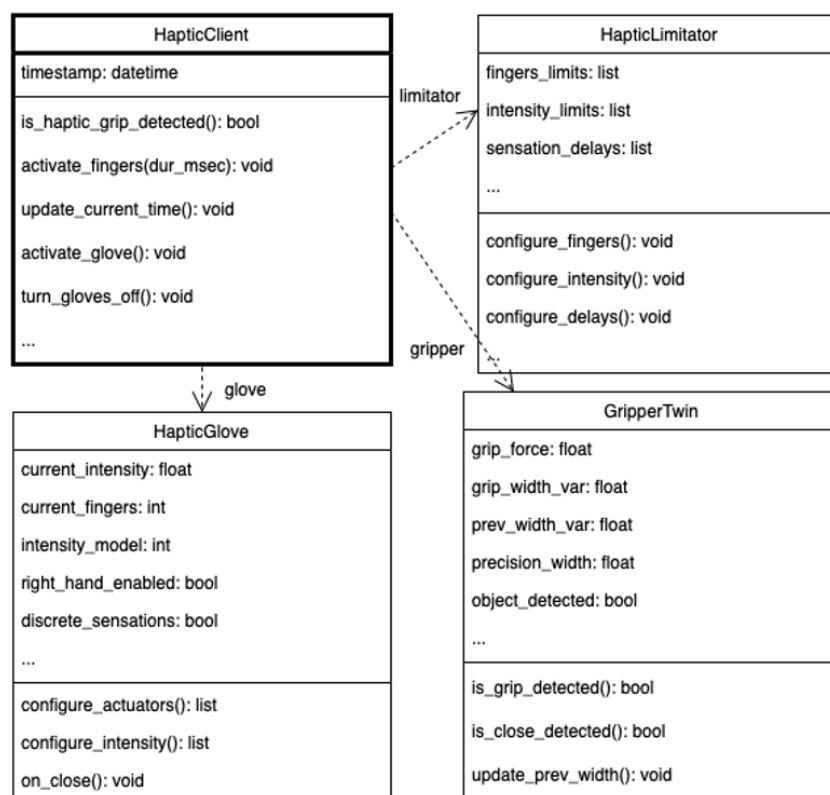 HapticClient
timestamp: datetime
is_haptic_grip_detected(): bool
activate_fingers(dur_msec): void
update_current_time(): void
activate_glove(): void
turn_gloves_off(): void
...
limitator
HapticLimitator
fingers_limits: list
intensity_limits: list
sensation_delays: list
...
configure_fingers(): void
configure_intensity(): void
configure_delays(): void
...
gripper
glove
HapticGlove
current_intensity: float
current_fingers: int
intensity_model: int
right_hand_enabled: bool
discrete_sensations: bool
...
configure_actuators(): list
configure_intensity(): list
on_close(): void
GripperTwin
grip_force: float
grip_width_var: float
prev_width_var: float
precision_width: float
object_detected: bool
...
is_grip_detected(): bool
is_close_detected(): bool
update_prev_width(): void